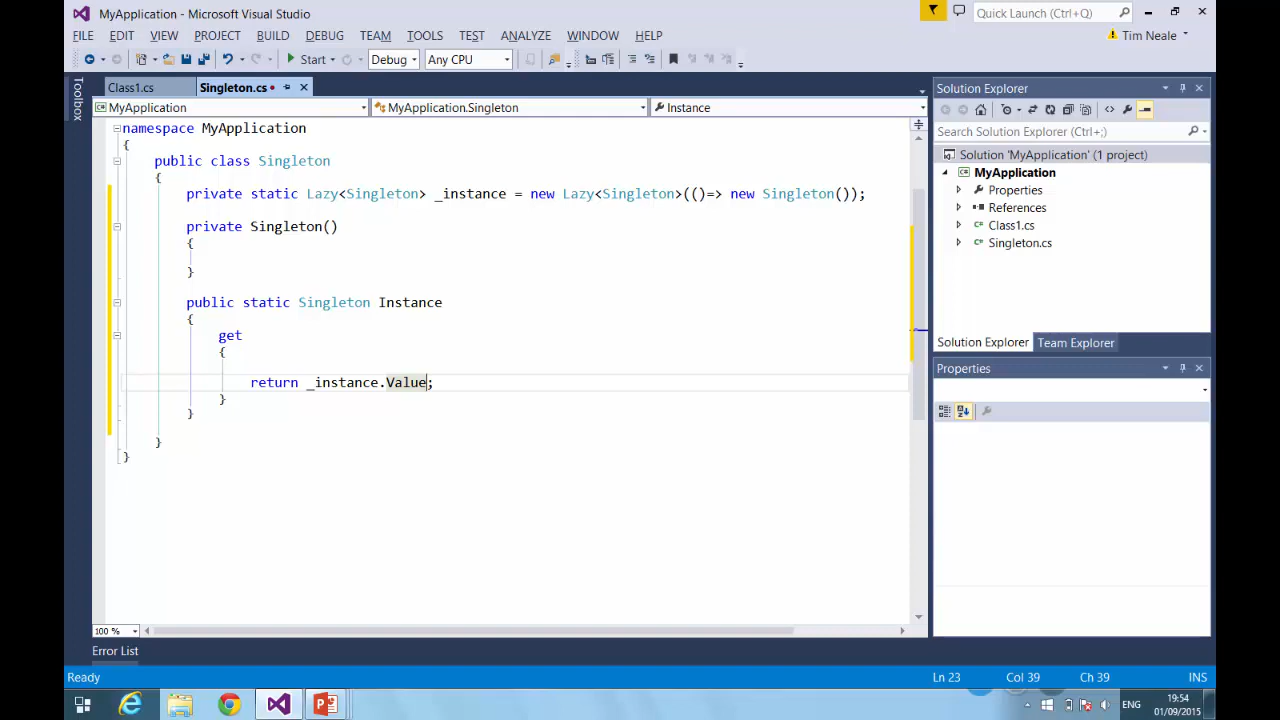 MyApplication - Microsoft Visual Studio
Quick Launch (Ctrl+Q)
FILE EDIT VIEW PROJECT BUILD DEBUG TEAM TOOLS TEST ANALYZE WINDOW HELP
Tim Neale
Start Debug Any CPU
Toolbox
Class1.cs Singleton.cs
MyApplication MyApplication.Singleton Instance
namespace MyApplication
{
public class Singleton
{
private static Lazy<Singleton> _instance = new Lazy<Singleton>(()=> new Singleton());
private Singleton()
{
}
public static Singleton Instance
{
get
{
return _instance.Value;
}
}
}
}
100 %
Error List
Solution Explorer
Search Solution Explorer (Ctrl+;)
Solution 'MyApplication' (1 project)
MyApplication
Properties
References
C# Class1.cs
C# Singleton.cs
Solution Explorer Team Explorer
Properties
Ready Ln 23 Col 39 Ch 39 INS
ENG
19:54
01/09/2015